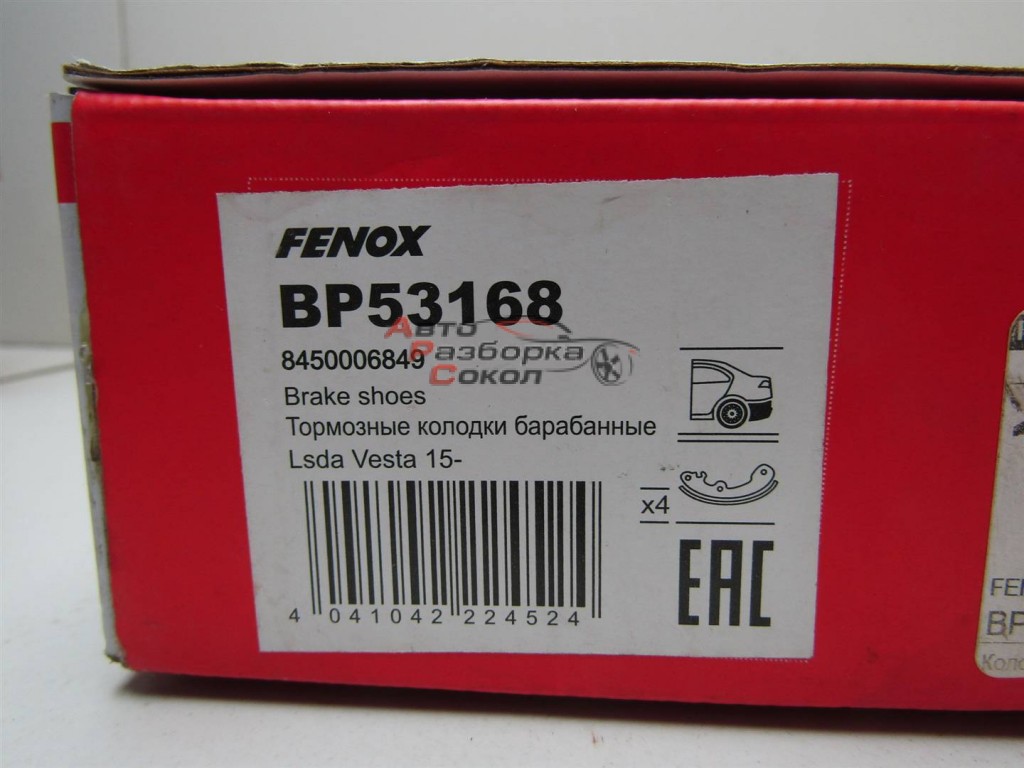 FENOX
BP53168
8450006849
Авто
Разборка
Сокол
Brake shoes
Тормозные колодки барабанные
Lsda Vesta 15-
x4
EAC
4 041042 224524
FE
BP
Коло